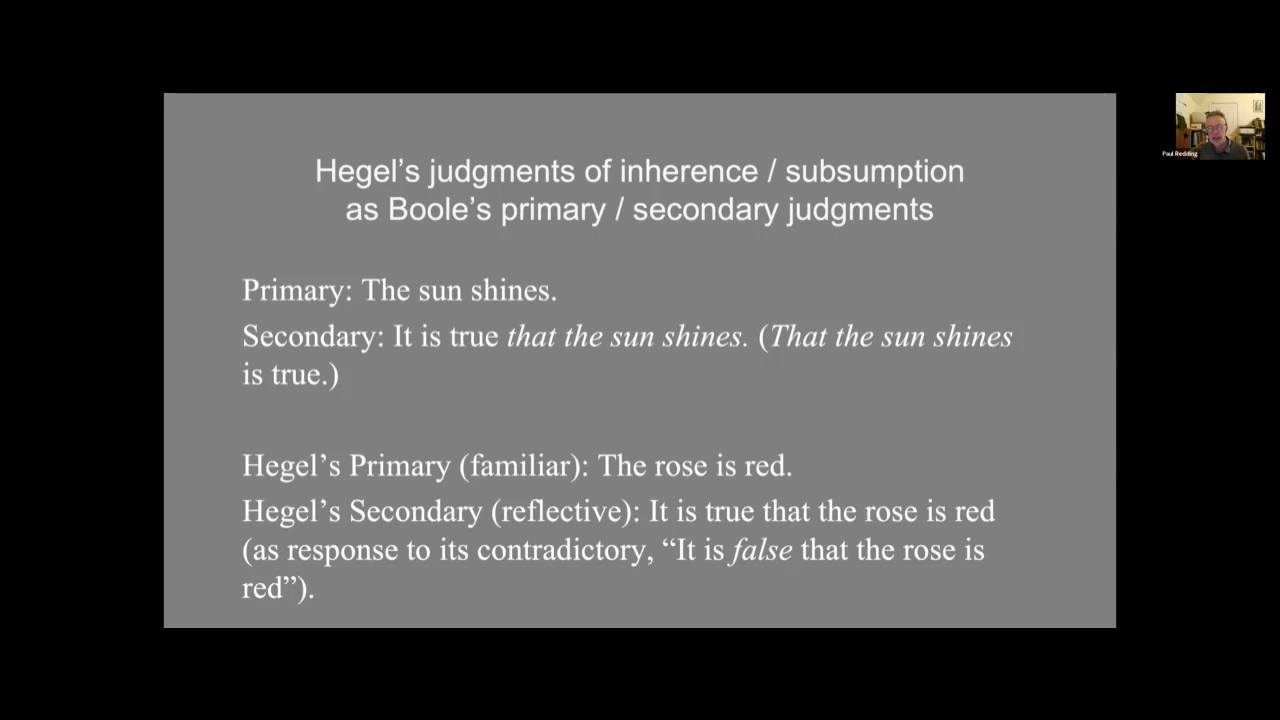 Hegel’s judgments of inherence / subsumption
as Boole’s primary / secondary judgments
Primary: The sun shines.
Secondary: It is true that the sun shines. (That the sun shines
is true.)
Hegel’s Primary (familiar): The rose is red.
Hegel’s Secondary (reflective): It is true that the rose is red
(as response to its contradictory, “It is false that the rose is
red”).
Paul Redding